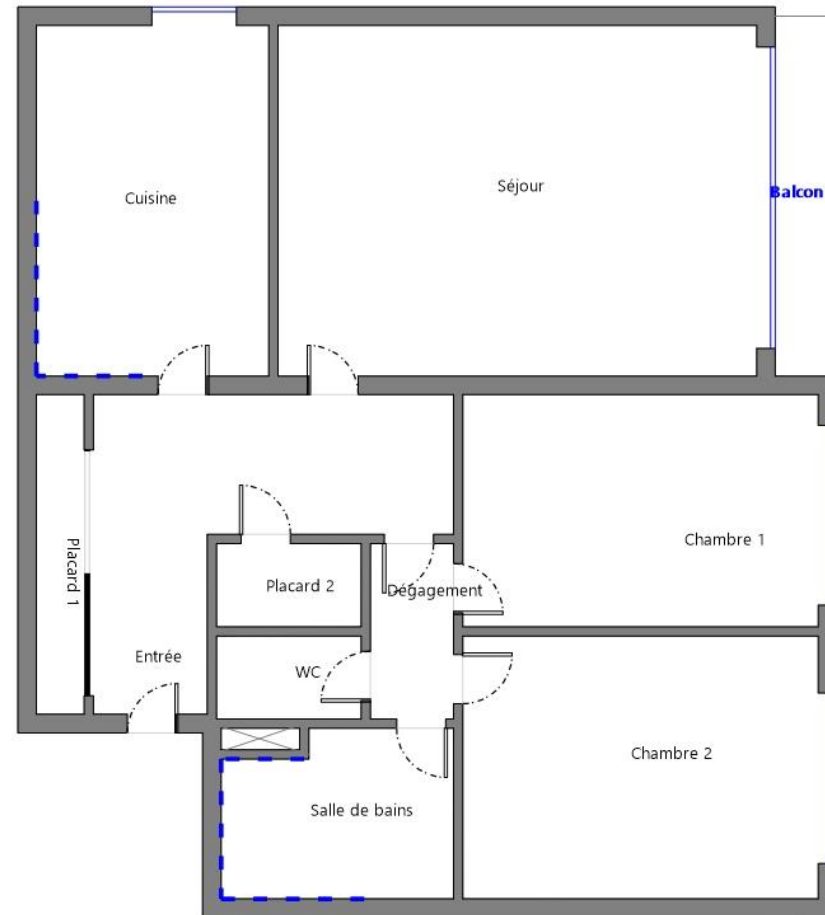 Séjour
Balcon
Cuisine
Chambre 1
Placard 1
Placard 2
Dégagement
Entrée
WC
Chambre 2
Salle de bains